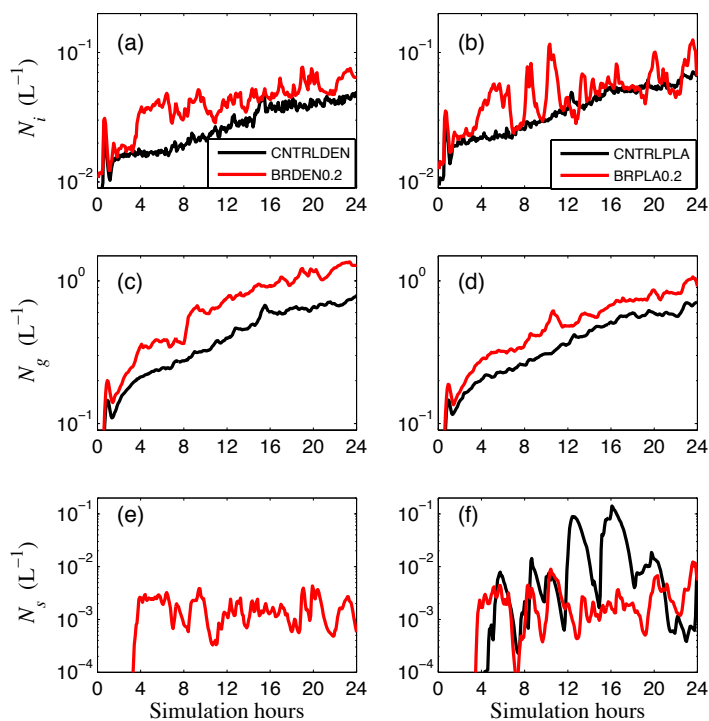 (a)
N_i (L^{-1})
10^{-1}
10^{-2}
CNTRLDEN
BRDEN0.2
0 4 8 12 16 20 24
(b)
10^{-1}
10^{-2}
CNTRLPLA
BRPLA0.2
0 4 8 12 16 20 24
(c)
N_g (L^{-1})
10^0
10^{-1}
0 4 8 12 16 20 24
(d)
10^0
10^{-1}
0 4 8 12 16 20 24
(e)
N_s (L^{-1})
10^{-1}
10^{-2}
10^{-3}
10^{-4}
0 4 8 12 16 20 24
Simulation hours
(f)
10^{-1}
10^{-2}
10^{-3}
10^{-4}
0 4 8 12 16 20 24
Simulation hours